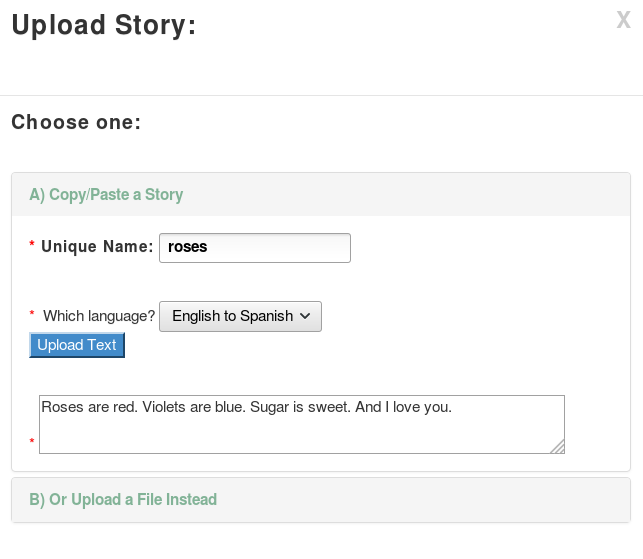 Upload Story:
X
Choose one:
A) Copy/Paste a Story
* Unique Name: roses
* Which language? English to Spanish
Upload Text
Roses are red. Violets are blue. Sugar is sweet. And I love you.
*
B) Or Upload a File Instead